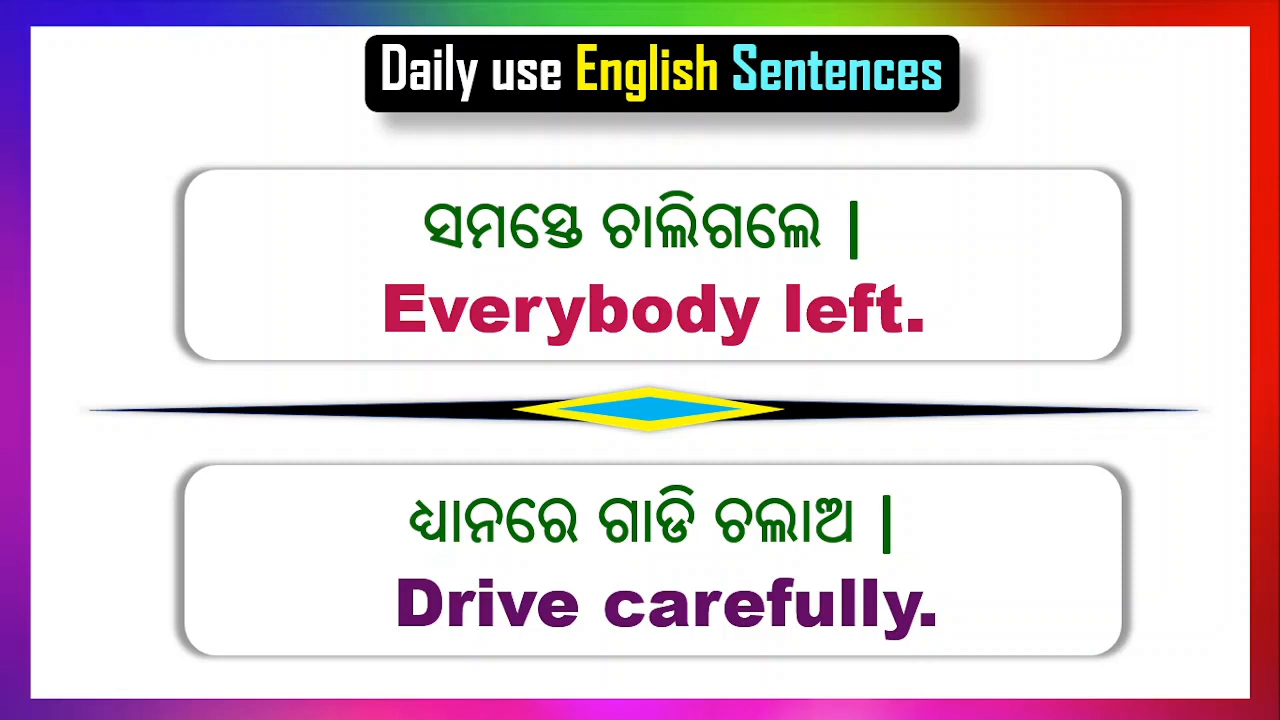 Daily use English Sentences
ସମସ୍ତେ ଚାଲିଗଲେ |
Everybody left.
ଧ୍ୟାନରେ ଗାଡି ଚଲାଅ |
Drive carefully.